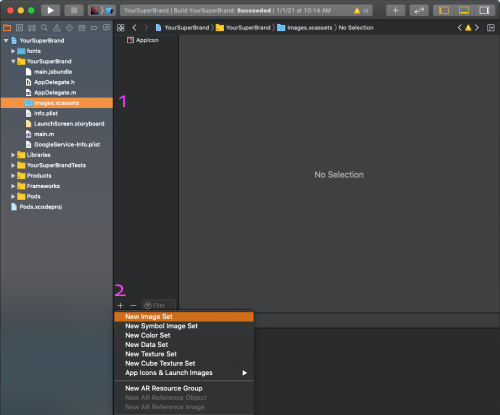 YourSuperBrand | Build YourSuperBrand: Succeeded | 1/1/21 at 10:14 AM
YourSuperBrand 〉 YourSuperBrand 〉 Images.xcassets 〉 No Selection
YourSuperBrand
fonts
YourSuperBrand
main.jsbundle
AppDelegate.h
AppDelegate.m
Images.xcassets
Info.plist
LaunchScreen.storyboard
main.m
GoogleService-Info.plist
Libraries
YourSuperBrandTests
Products
Frameworks
Pods
Pods.xcodeproj
AppIcon
1
No Selection
2
+ − Filte
New Image Set
New Symbol Image Set
New Color Set
New Data Set
New Texture Set
New Cube Texture Set
App Icons & Launch Images
New AR Resource Group
New AR Reference Object
New AR Reference Image